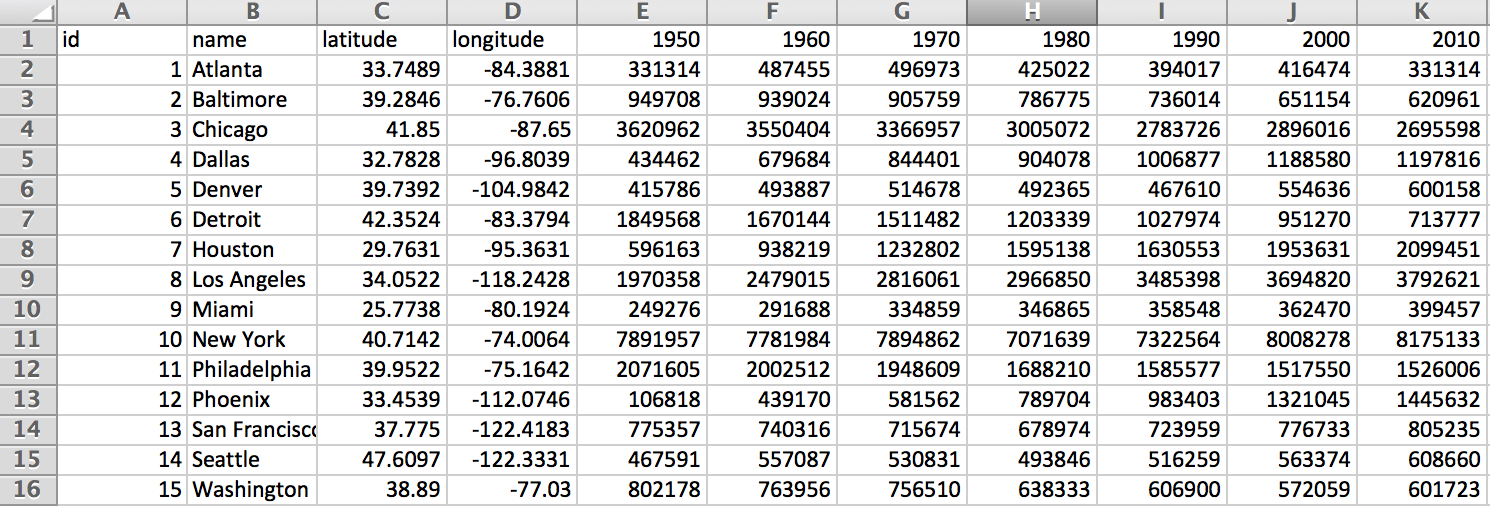 A B C D E F G H I J K
1 id name latitude longitude 1950 1960 1970 1980 1990 2000 2010
2 1 Atlanta 33.7489 -84.3881 331314 487455 496973 425022 394017 416474 331314
3 2 Baltimore 39.2846 -76.7606 949708 939024 905759 786775 736014 651154 620961
4 3 Chicago 41.85 -87.65 3620962 3550404 3366957 3005072 2783726 2896016 2695598
5 4 Dallas 32.7828 -96.8039 434462 679684 844401 904078 1006877 1188580 1197816
6 5 Denver 39.7392 -104.9842 415786 493887 514678 492365 467610 554636 600158
7 6 Detroit 42.3524 -83.3794 1849568 1670144 1511482 1203339 1027974 951270 713777
8 7 Houston 29.7631 -95.3631 596163 938219 1232802 1595138 1630553 1953631 2099451
9 8 Los Angeles 34.0522 -118.2428 1970358 2479015 2816061 2966850 3485398 3694820 3792621
10 9 Miami 25.7738 -80.1924 249276 291688 334859 346865 358548 362470 399457
11 10 New York 40.7142 -74.0064 7891957 7781984 7894862 7071639 7322564 8008278 8175133
12 11 Philadelphia 39.9522 -75.1642 2071605 2002512 1948609 1688210 1585577 1517550 1526006
13 12 Phoenix 33.4539 -112.0746 106818 439170 581562 789704 983403 1321045 1445632
14 13 San Francisc 37.775 -122.4183 775357 740316 715674 678974 723959 776733 805235
15 14 Seattle 47.6097 -122.3331 467591 557087 530831 493846 516259 563374 608660
16 15 Washington 38.89 -77.03 802178 763956 756510 638333 606900 572059 601723